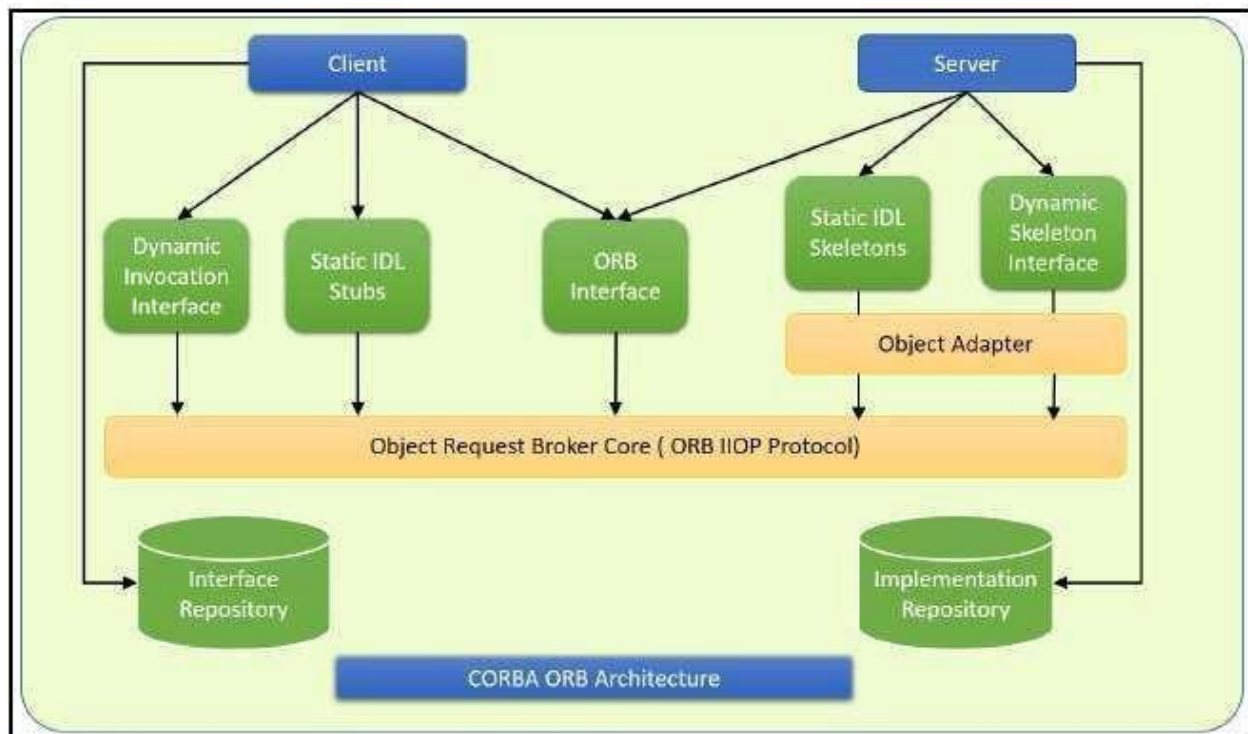 Client
Server
Dynamic
Invocation
Interface
Static IDL
Stubs
ORB
Interface
Static IDL
Skeletons
Dynamic
Skeleton
Interface
Object Adapter
Object Request Broker Core ( ORB IIOP Protocol)
Interface
Repository
Implementation
Repository
CORBA ORB Architecture